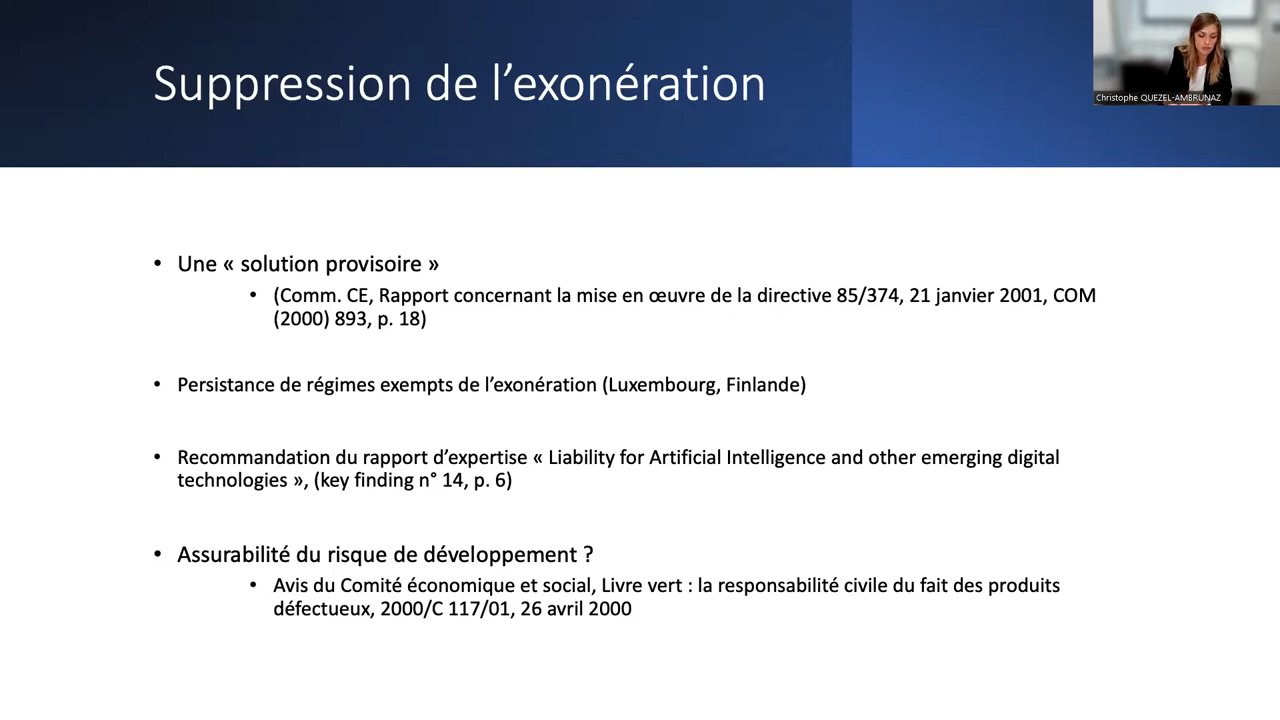 Suppression de l’exonération
Christophe QUEZEL-AMBRUNAZ
• Une « solution provisoire »
• (Comm. CE, Rapport concernant la mise en œuvre de la directive 85/374, 21 janvier 2001, COM
(2000) 893, p. 18)
• Persistance de régimes exempts de l’exonération (Luxembourg, Finlande)
• Recommandation du rapport d’expertise « Liability for Artificial Intelligence and other emerging digital
technologies », (key finding n° 14, p. 6)
• Assurabilité du risque de développement ?
• Avis du Comité économique et social, Livre vert : la responsabilité civile du fait des produits
défectueux, 2000/C 117/01, 26 avril 2000